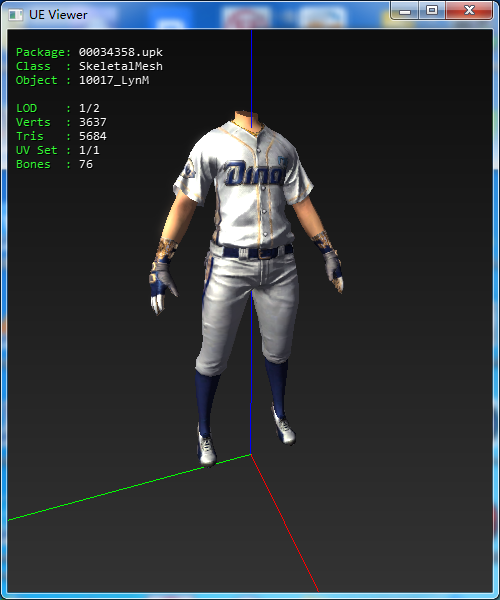 UE Viewer
Package: 00034358.upk
Class : SkeletalMesh
Object : 10017_LynM
LOD : 1/2
Verts : 3637
Tris : 5684
UV Set : 1/1
Bones : 76
Dino